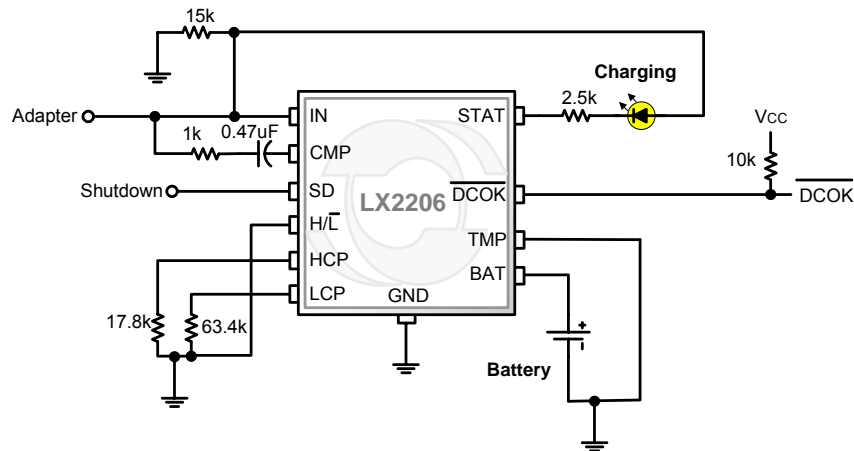 15k
Charging
Adapter
IN
STAT
2.5k
Vcc
1k
0.47uF
CMP
10k
Shutdown
SD
LX2206
DCOK
DCOK
H/L
TMP
HCP
BAT
LCP
GND
17.8k
63.4k
+
Battery